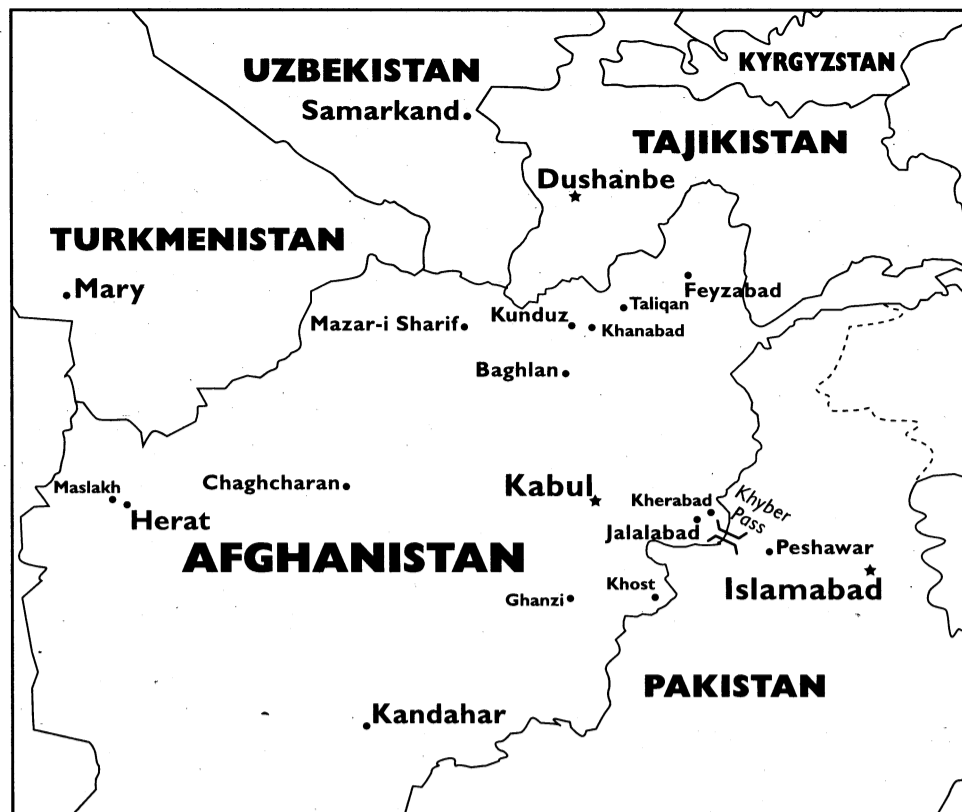 KYRGYZSTAN
UZBEKISTAN
Samarkand
TAJIKISTAN
Dushanbe
TURKMENISTAN
Mary
Feyzabad
Taliqan
Kunduz
Mazar-i Sharif
Khanabad
Baghlan
Chaghcharan
Maslakh
Kabul
Kherabad
Khyber
Pass
Herat
Jalalabad
Peshawar
AFGHANISTAN
Khost
Islamabad
Ghanzi
PAKISTAN
Kandahar